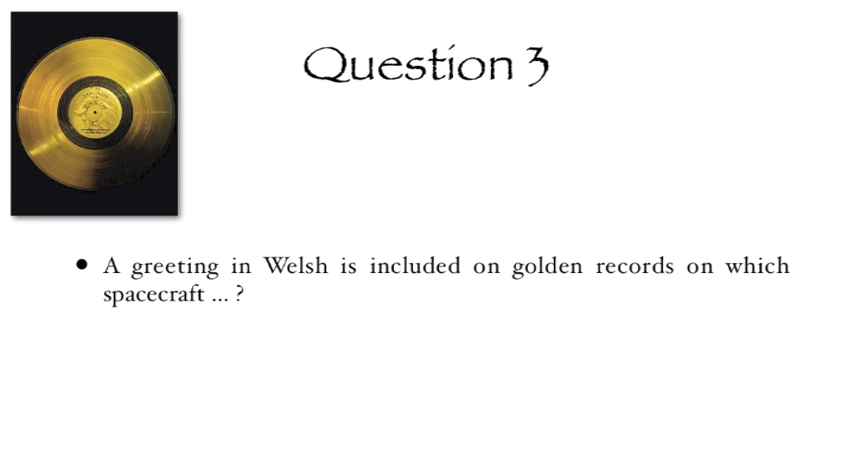 Question 3
• A greeting in Welsh is included on golden records on which
spacecraft ... ?